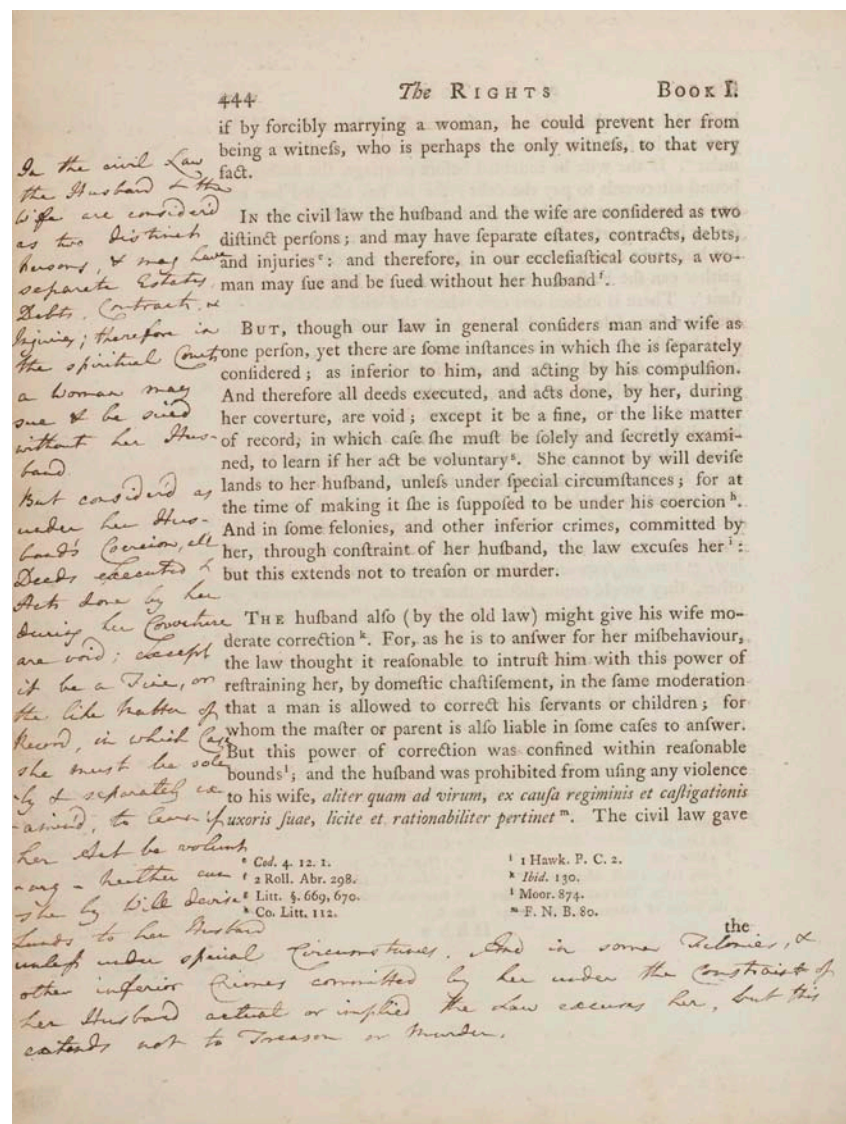 444 The RIGHTS BOOK I.
if by forcibly marrying a woman, he could prevent her from
being a witneſs, who is perhaps the only witneſs, to that very
fact.
IN the civil law the huſband and the wife are conſidered as two
diſtinct perſons; and may have ſeparate eſtates, contracts, debts,
and injuries e: and therefore, in our eccleſiaſtical courts, a wo-
man may ſue and be ſued without her huſband f.
BUT, though our law in general conſiders man and wife as
one perſon, yet there are ſome inſtances in which ſhe is ſeparately
conſidered; as inferior to him, and acting by his compulſion.
And therefore all deeds executed, and acts done, by her, during
her coverture, are void; except it be a fine, or the like matter
of record, in which caſe ſhe muſt be ſolely and ſecretly exami-
ned, to learn if her act be voluntary g. She cannot by will deviſe
lands to her huſband, unleſs under ſpecial circumſtances; for at
the time of making it ſhe is ſuppoſed to be under his coercion h.
And in ſome felonies, and other inferior crimes, committed by
her, through conſtraint of her huſband, the law excuſes her i:
but this extends not to treaſon or murder.
THE huſband alſo (by the old law) might give his wife mo-
derate correction k. For, as he is to anſwer for her miſbehaviour,
the law thought it reaſonable to intruſt him with this power of
reſtraining her, by domeſtic chaſtiſement, in the ſame moderation
that a man is allowed to correct his ſervants or children; for
whom the maſter or parent is alſo liable in ſome caſes to anſwer.
But this power of correction was confined within reaſonable
bounds l; and the huſband was prohibited from uſing any violence
to his wife, aliter quam ad virum, ex cauſa regiminis et caſtigationis
uxoris ſuae, licite et rationabiliter pertinet m. The civil law gave
e Cod. 4. 12. 1.
f 2 Roll. Abr. 298.
g Litt. §. 669, 670.
h Co. Litt. 112.
i 1 Hawk. P. C. 2.
k Ibid. 130.
l Moor. 874.
m F. N. B. 80.
the
In the civil Law
the Husband & the
Wife are consider'd
as two distinct
persons, & may have
separate Estates,
Debts, Contracts, &
Injuries; therefore in
the spiritual Court
a Woman may
sue & be sued
without her Hus-
band.
But consider'd as
under her Hus-
band's Coercion, all
Deeds executed &
Acts done by her
during her Coverture
are void; except
it be a Fine, or
the like Matter of
Record, in which Case
she must be sole
-ly & separately ex
-amin'd, to learn if
her Act be volunt
-ary - neither can
she by Will devise
Lands to her Husband
unleſs under special Circumstances. And in some Felonies, &
other inferior Crimes committed by her under the Constraint of
her Husband actual or implied the Law excuses her, but this
extends not to Treason or Murder.